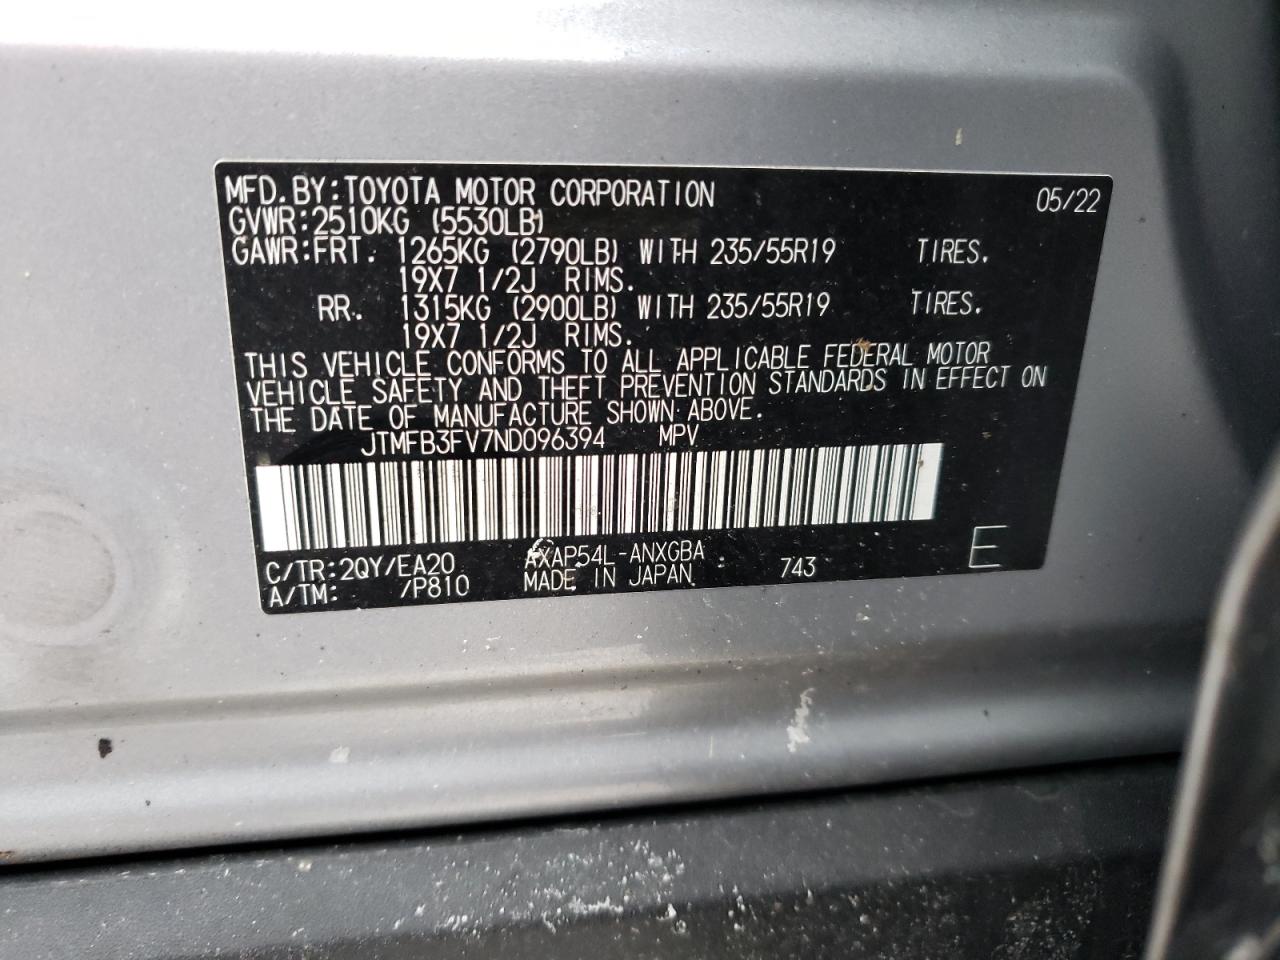 MFD.BY:TOYOTA MOTOR CORPORATION 05/22
GVWR:2510KG (5530LB)
GAWR:FRT. 1265KG (2790LB) WITH 235/55R19 TIRES.
19X7 1/2J RIMS.
RR. 1315KG (2900LB) WITH 235/55R19 TIRES.
19X7 1/2J RIMS.
THIS VEHICLE CONFORMS TO ALL APPLICABLE FEDERAL MOTOR
VEHICLE SAFETY AND THEFT PREVENTION STANDARDS IN EFFECT ON
THE DATE OF MANUFACTURE SHOWN ABOVE.
JTMFB3FV7ND096394 MPV
C/TR:2QY/EA20 AXAP54L-ANXGBA 743 E
A/TM: /P810 MADE IN JAPAN